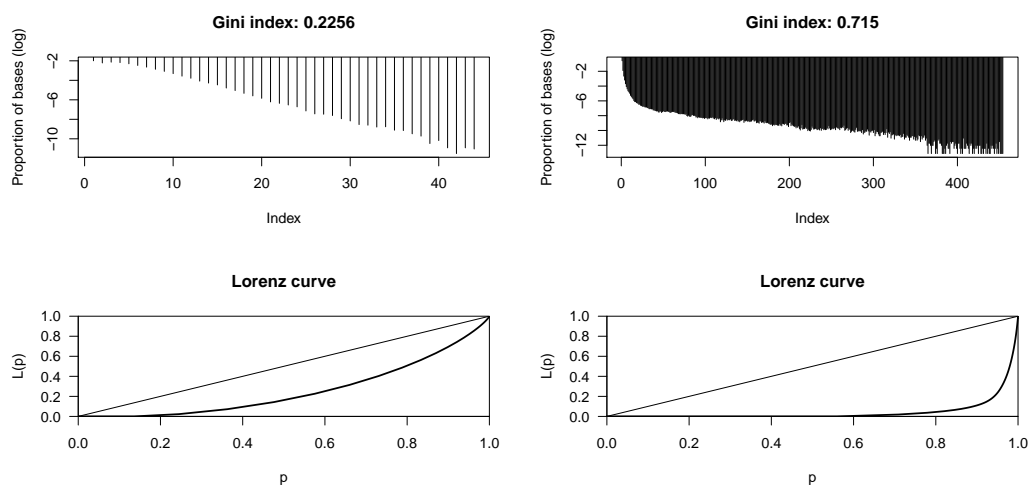 Gini index: 0.2256
Proportion of bases (log)
−2
−6
−10
0 10 20 30 40
Index
Gini index: 0.715
Proportion of bases (log)
−2
−6
−12
0 100 200 300 400
Index
Lorenz curve
L(p)
1.0
0.8
0.6
0.4
0.2
0.0
0.0 0.2 0.4 0.6 0.8 1.0
p
Lorenz curve
L(p)
1.0
0.8
0.6
0.4
0.2
0.0
0.0 0.2 0.4 0.6 0.8 1.0
p